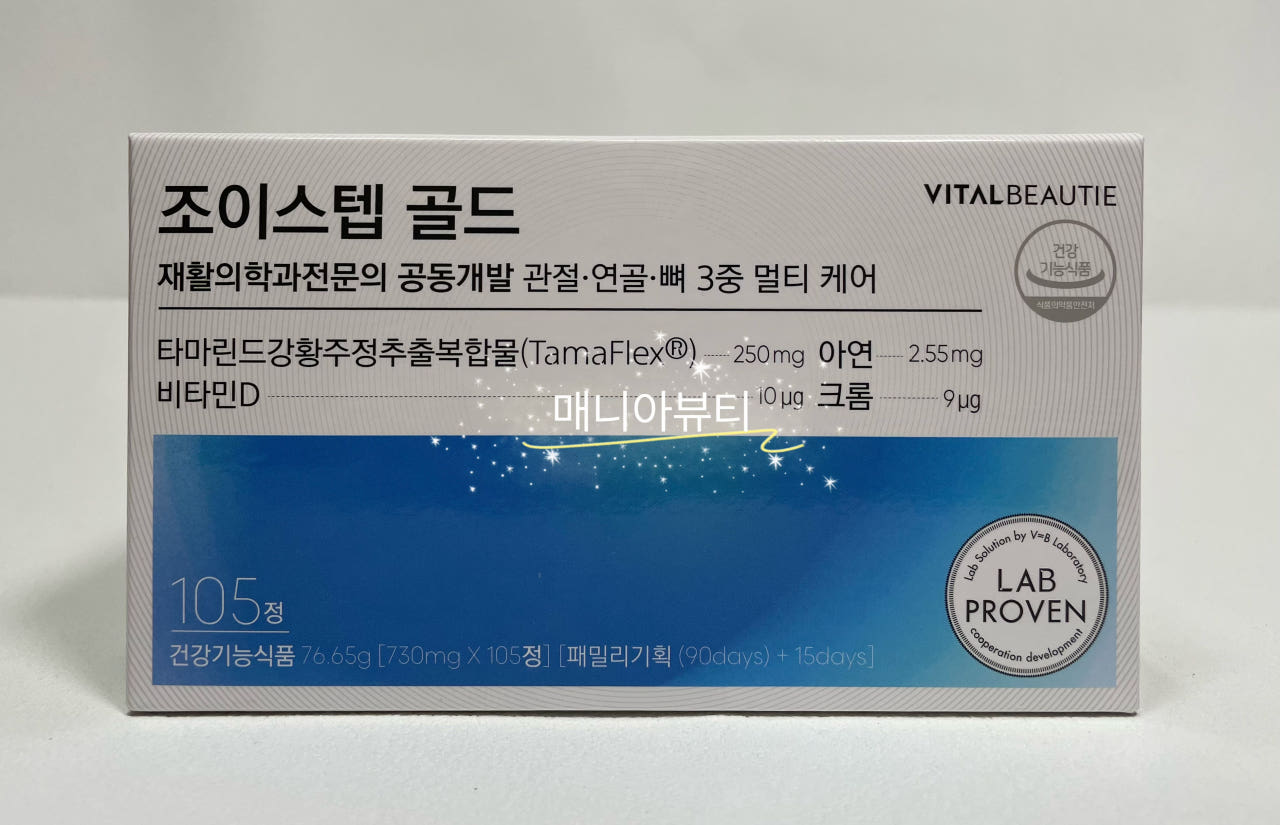 조이스텝 골드
VITALBEAUTIE
건강
기능식품
식품의약품안전처
재활의학과전문의 공동개발 관절·연골·뼈 3중 멀티 케어
타마린드강황주정추출복합물(TamaFlex®) 250mg 아연 2.55mg
비타민D 10μg 크롬 9μg
매니아뷰티
105정
건강기능식품 76.65g [730mg X 105정] [패밀리기획 (90days) + 15days]
Lab Solution by V=B Laboratory
LAB
PROVEN
cooperation development